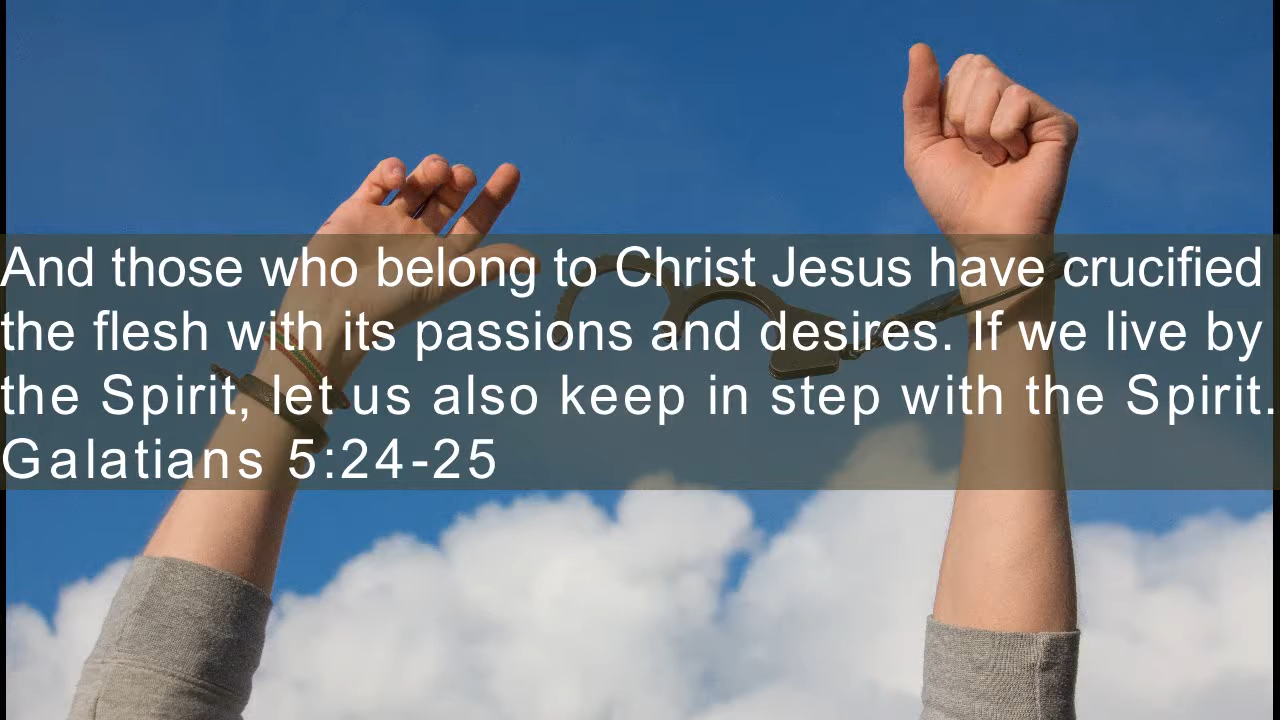 And those who belong to Christ Jesus have crucified
the flesh with its passions and desires. If we live by
the Spirit, let us also keep in step with the Spirit.
Galatians 5:24-25